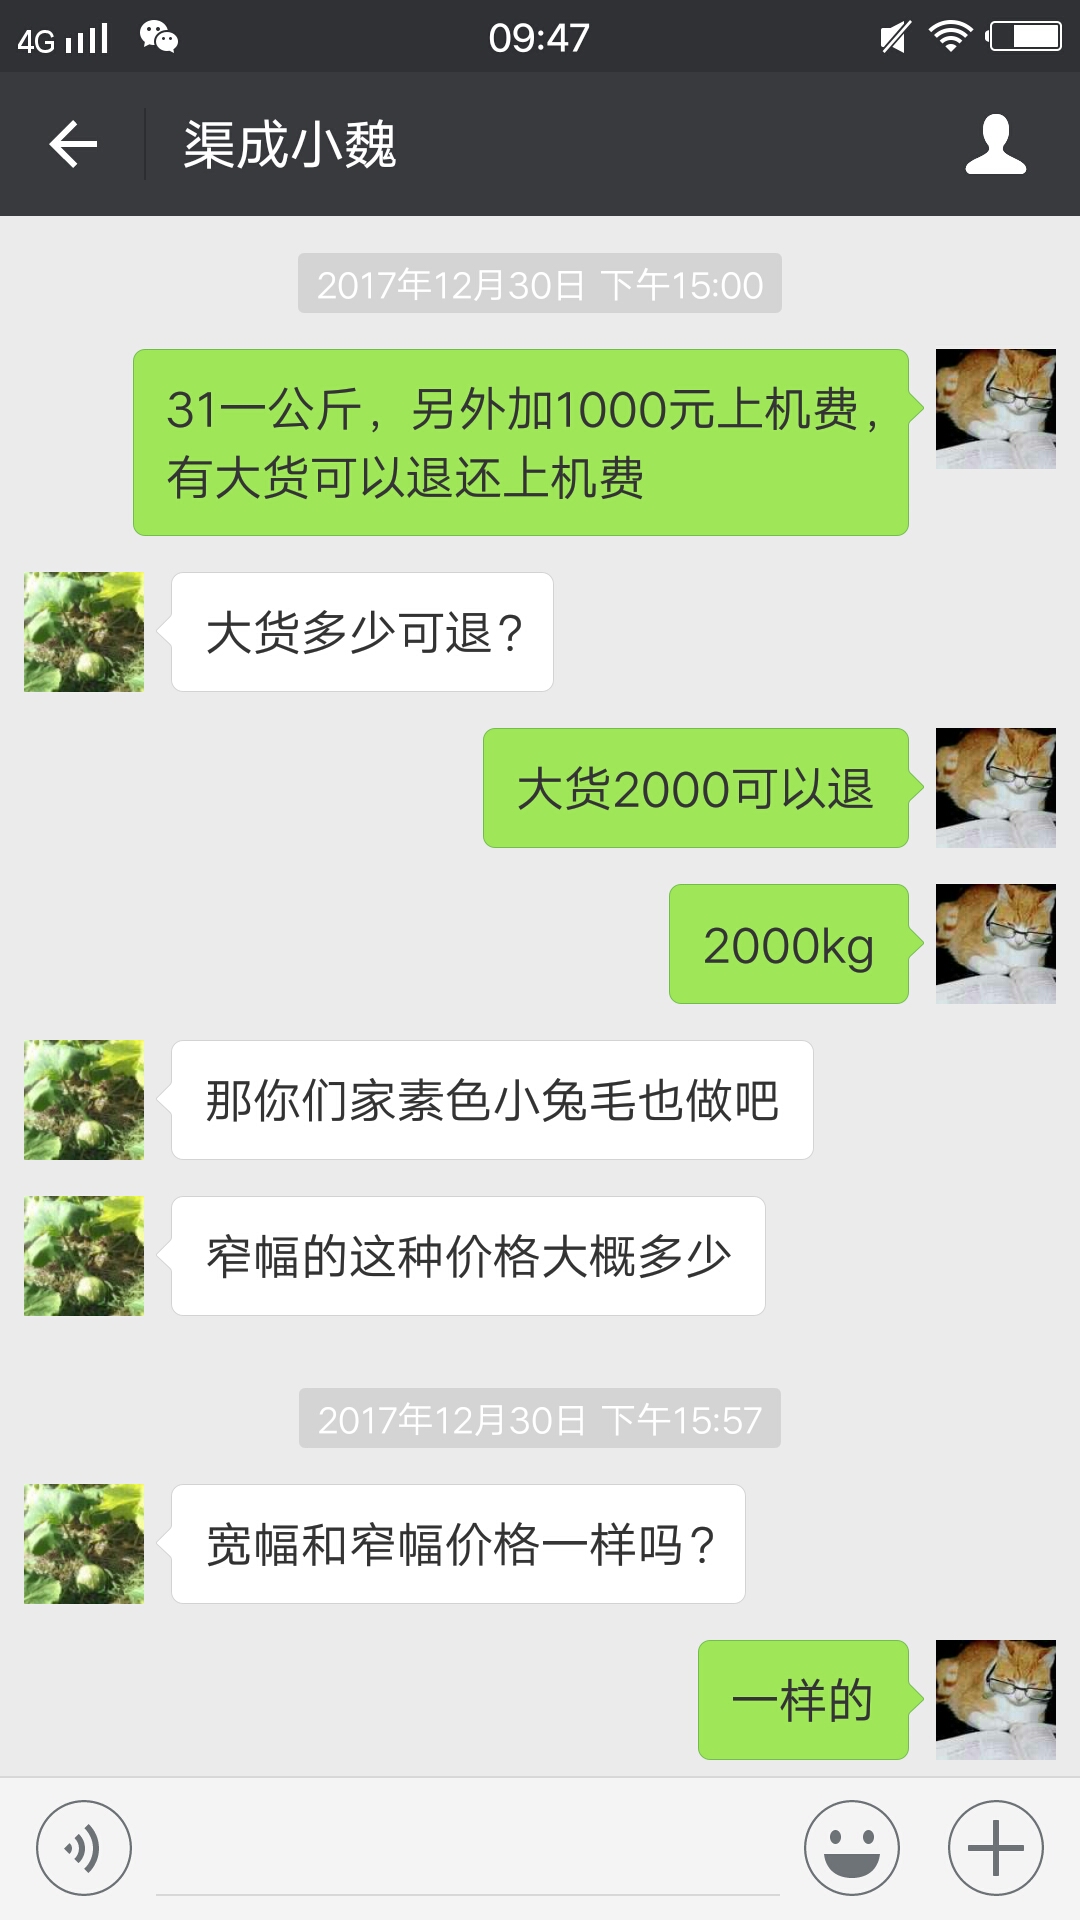 4G 09:47
渠成小魏
2017年12月30日 下午15:00
31一公斤，另外加1000元上机费，
有大货可以退还上机费
大货多少可退？
大货2000可以退
2000kg
那你们家素色小兔毛也做吧
窄幅的这种价格大概多少
2017年12月30日 下午15:57
宽幅和窄幅价格一样吗？
一样的